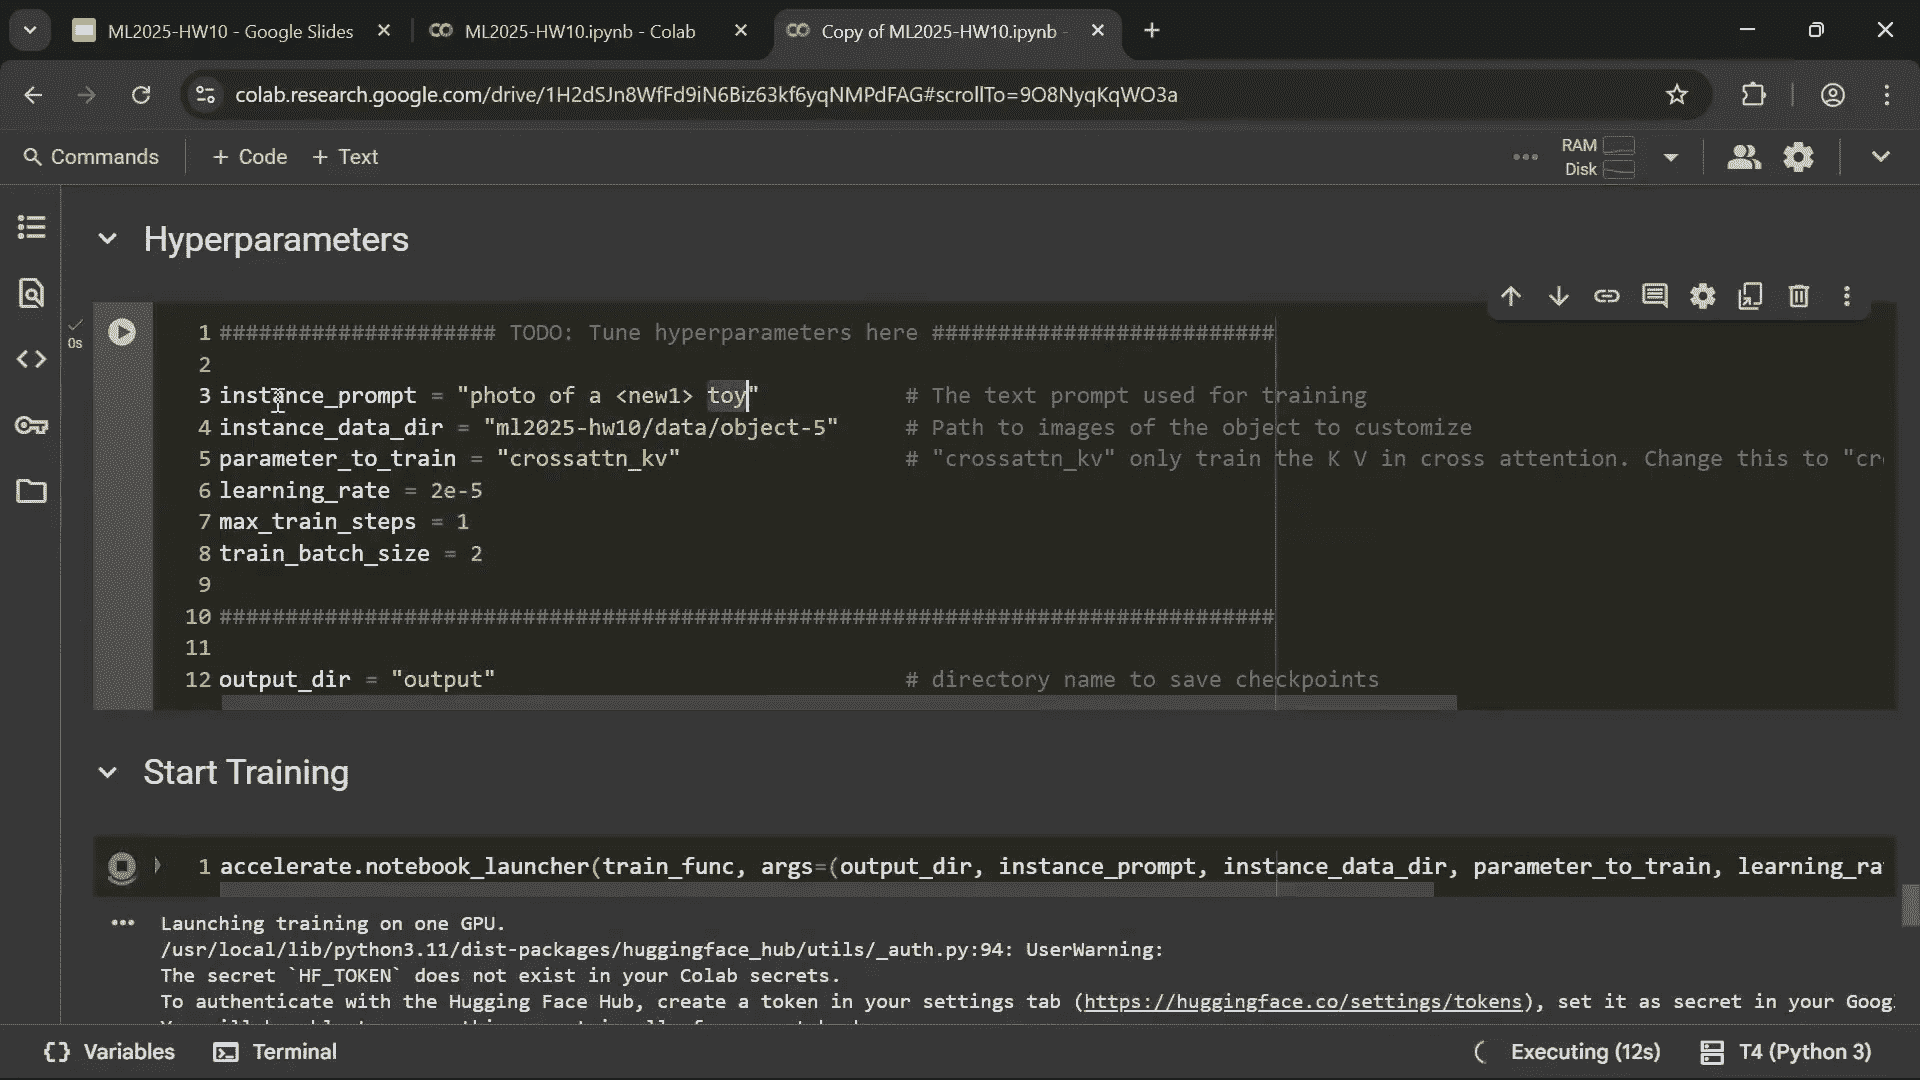 ML2025-HW10 - Google Slides
ML2025-HW10.ipynb - Colab
Copy of ML2025-HW10.ipynb -
colab.research.google.com/drive/1H2dSJn8WfFd9iN6Biz63kf6yqNMPdFAG#scrollTo=9O8NyqKqWO3a
Commands + Code + Text
RAM
Disk
Hyperparameters
0s
1 ##################### TODO: Tune hyperparameters here ##########################
2
3 instance_prompt = "photo of a <new1> toy" # The text prompt used for training
4 instance_data_dir = "ml2025-hw10/data/object-5" # Path to images of the object to customize
5 parameter_to_train = "crossattn_kv" # "crossattn_kv" only train the K V in cross attention. Change this to "cr
6 learning_rate = 2e-5
7 max_train_steps = 1
8 train_batch_size = 2
9
10 ################################################################################
11
12 output_dir = "output" # directory name to save checkpoints
Start Training
1 accelerate.notebook_launcher(train_func, args=(output_dir, instance_prompt, instance_data_dir, parameter_to_train, learning_ra
Launching training on one GPU.
/usr/local/lib/python3.11/dist-packages/huggingface_hub/utils/_auth.py:94: UserWarning:
The secret `HF_TOKEN` does not exist in your Colab secrets.
To authenticate with the Hugging Face Hub, create a token in your settings tab (https://huggingface.co/settings/tokens), set it as secret in your Goog
{} Variables Terminal
Executing (12s) T4 (Python 3)